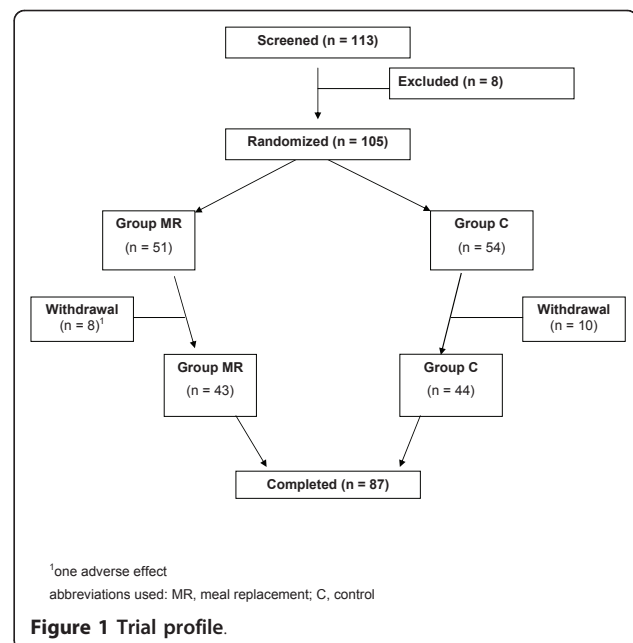 Screened (n = 113)
Excluded (n = 8)
Randomized (n = 105)
Group MR
(n = 51)
Group C
(n = 54)
Withdrawal
(n = 8)¹
Withdrawal
(n = 10)
Group MR
(n = 43)
Group C
(n = 44)
Completed (n = 87)
¹one adverse effect
abbreviations used: MR, meal replacement; C, control
Figure 1 Trial profile.